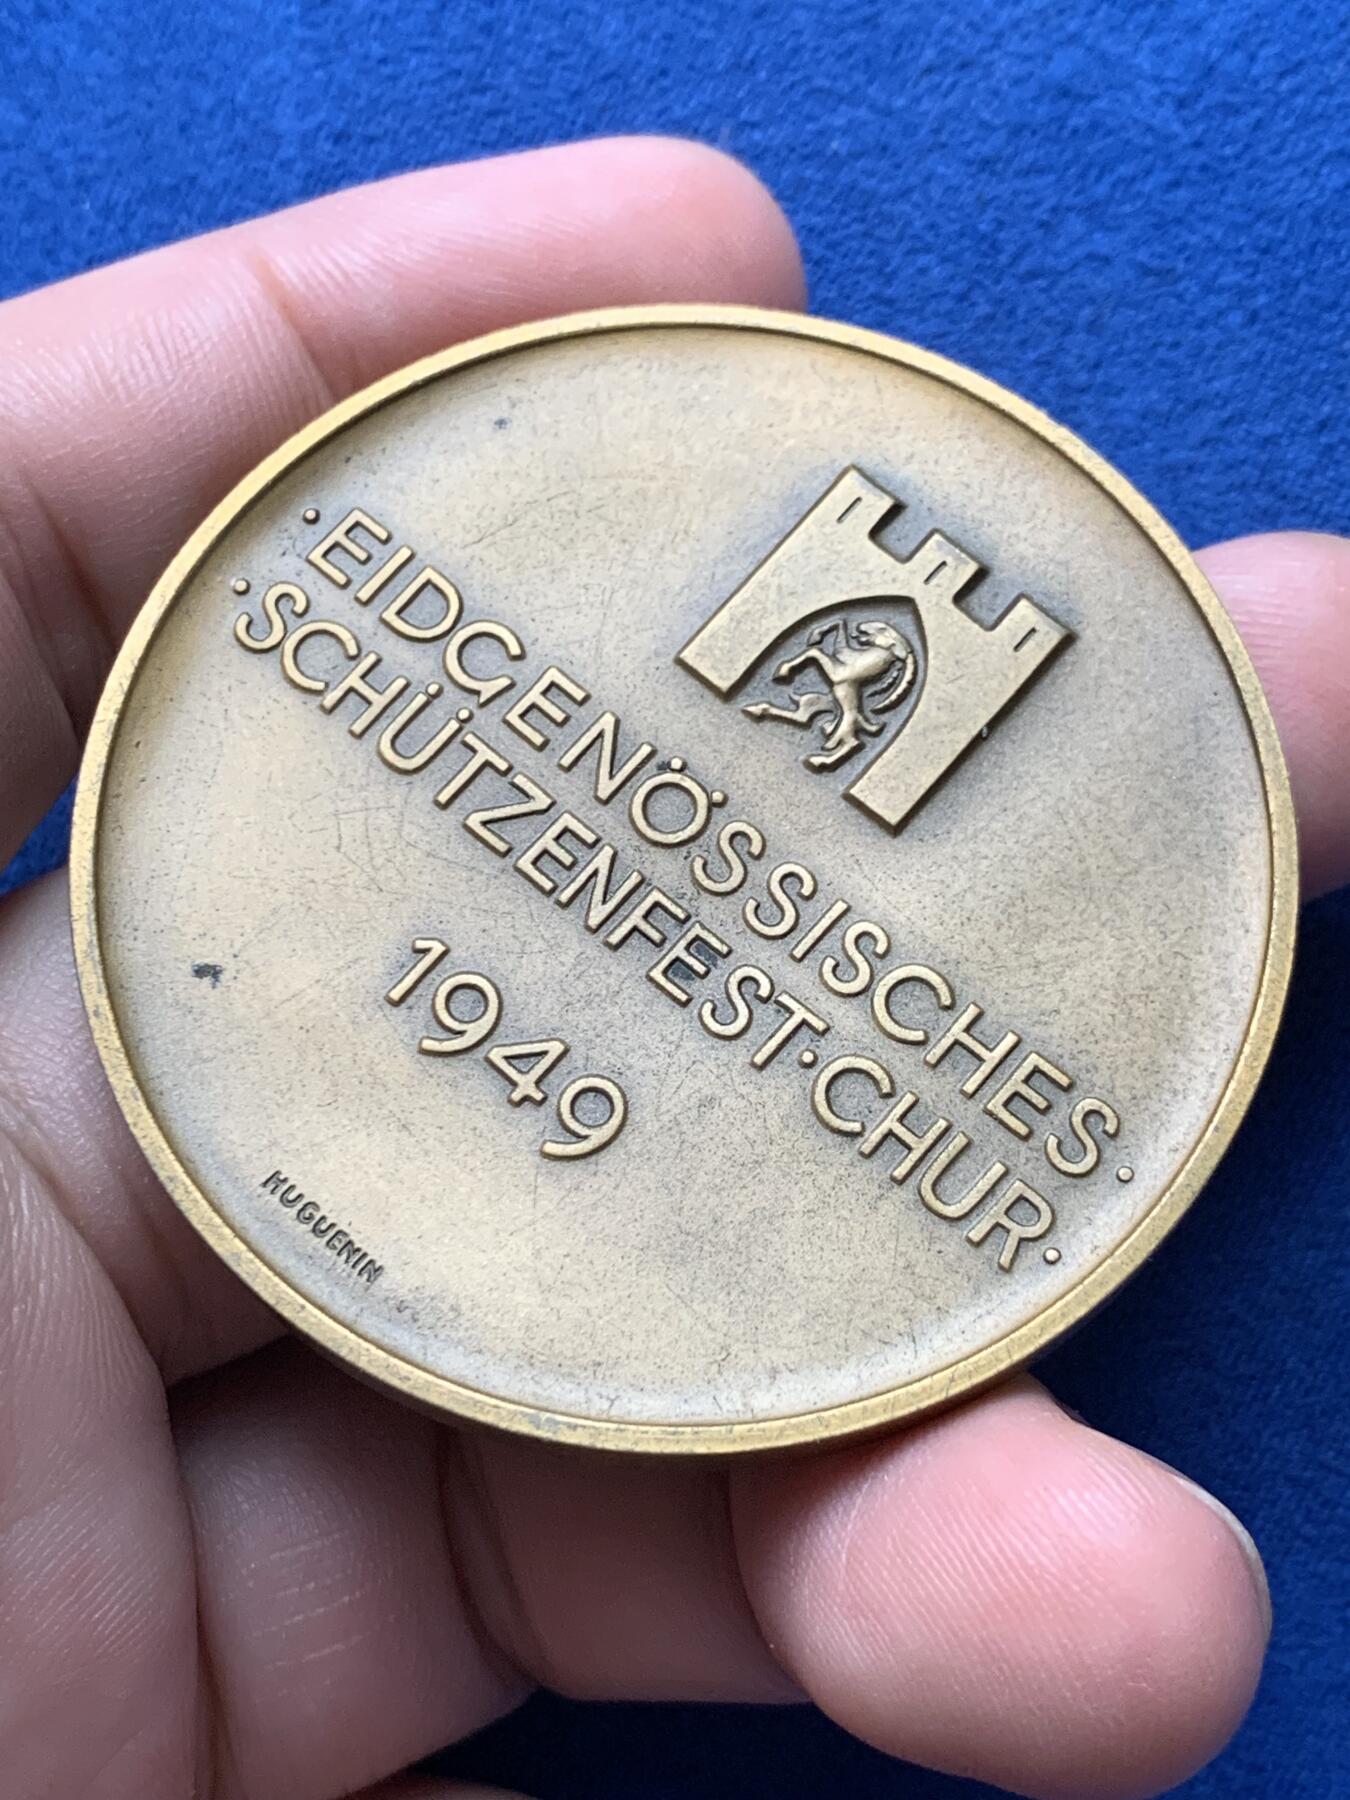 ·EIDGENÖSSISCHES·
·SCHÜTZENFEST·CHUR·
1949
HUGUENIN